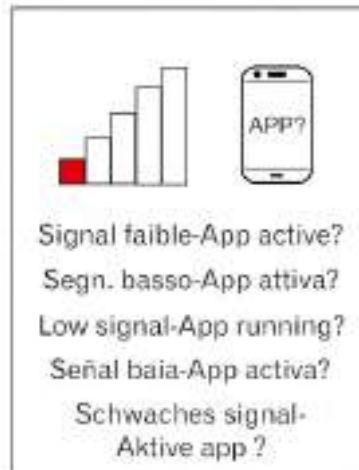 APP?
Signal faible-App active?
Segn. basso-App attiva?
Low signal-App running?
Señal baia-App activa?
Schwaches signal-
Aktive app ?